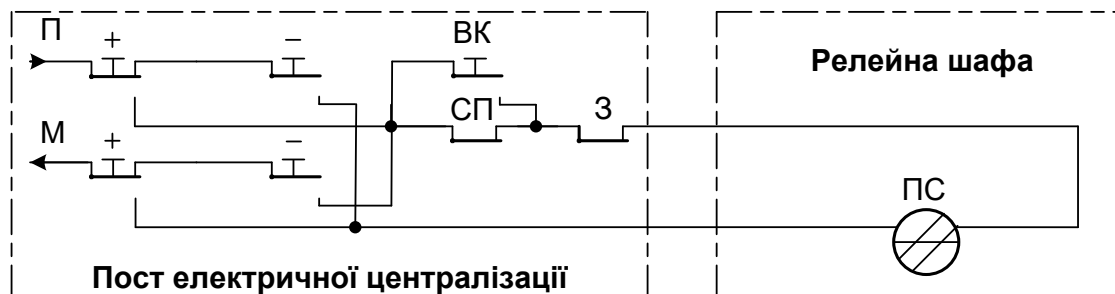 П + − ВК Релейна шафа
СП З
М + −
ПС
Пост електричної централізації